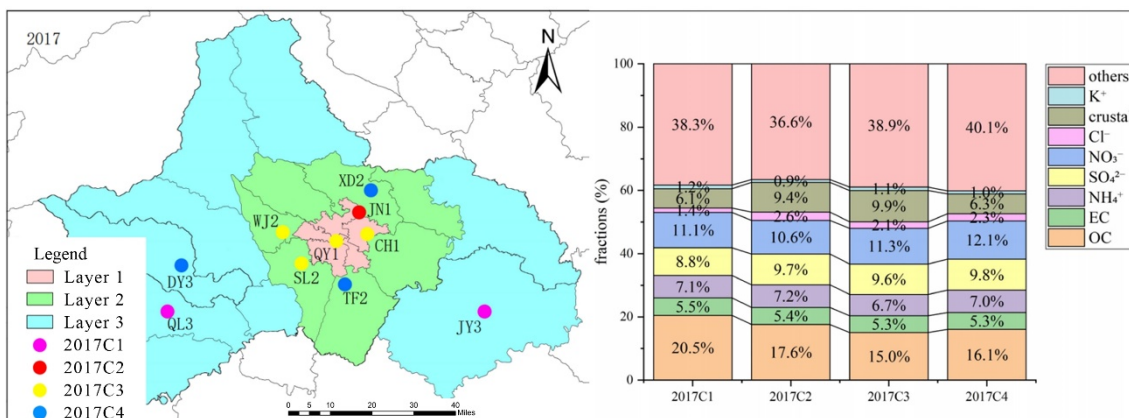 2017
N
XD2
JN1
WJ2
QY1
CH1
SL2
TF2
DY3
QL3
JY3
Legend
Layer 1
Layer 2
Layer 3
2017C1
2017C2
2017C3
2017C4
0 5 10 20 30 40
Miles
fractions (%)
100
80
60
40
20
0
38.3% 36.6% 38.9% 40.1%
1.2% 0.9% 1.1% 1.0%
6.1% 9.4% 9.9% 6.3%
1.4% 2.6% 2.1% 2.3%
11.1% 10.6% 11.3% 12.1%
8.8% 9.7% 9.6% 9.8%
7.1% 7.2% 6.7% 7.0%
5.5% 5.4% 5.3% 5.3%
20.5% 17.6% 15.0% 16.1%
2017C1 2017C2 2017C3 2017C4
others
K⁺
crustal
Cl⁻
NO₃⁻
SO₄²⁻
NH₄⁺
EC
OC